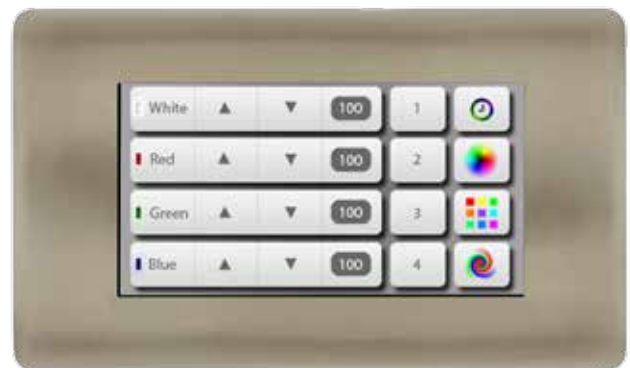 White ▲ ▼ 100 1
Red ▲ ▼ 100 2
Green ▲ ▼ 100 3
Blue ▲ ▼ 100 4